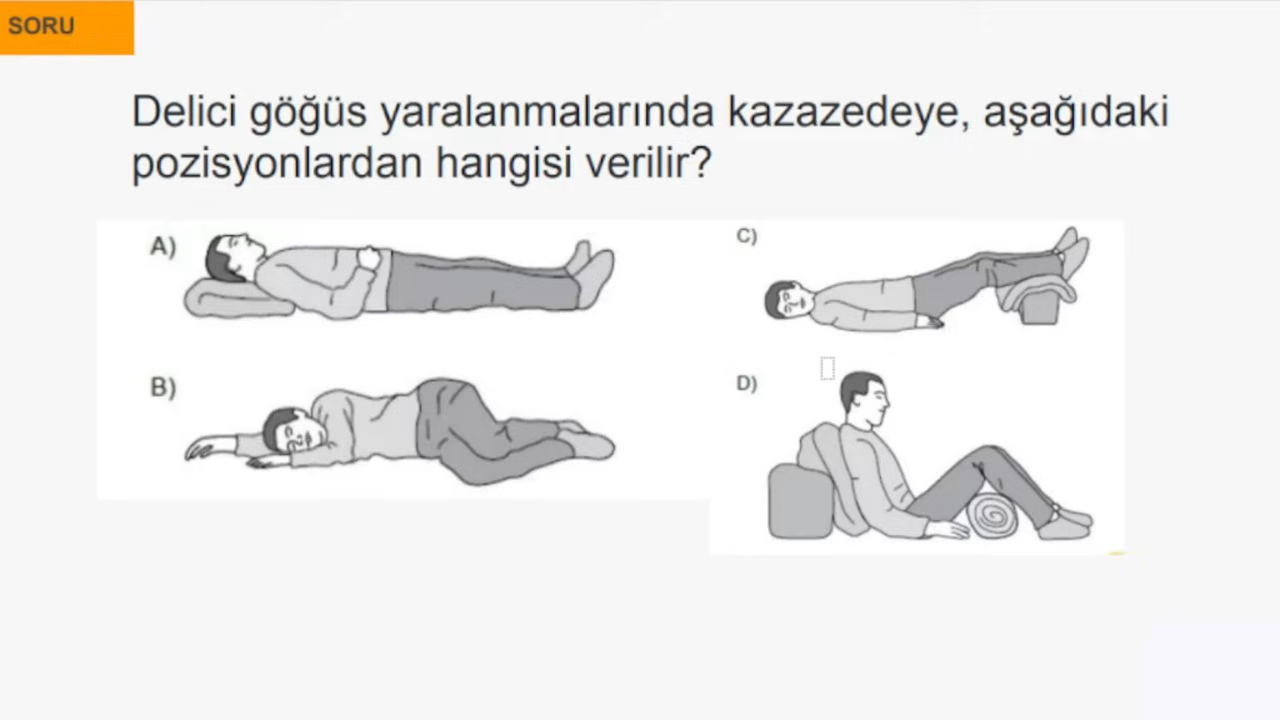 SORU
Delici göğüs yaralanmalarında kazazedeye, aşağıdaki
pozisyonlardan hangisi verilir?
A)
B)
C)
D)